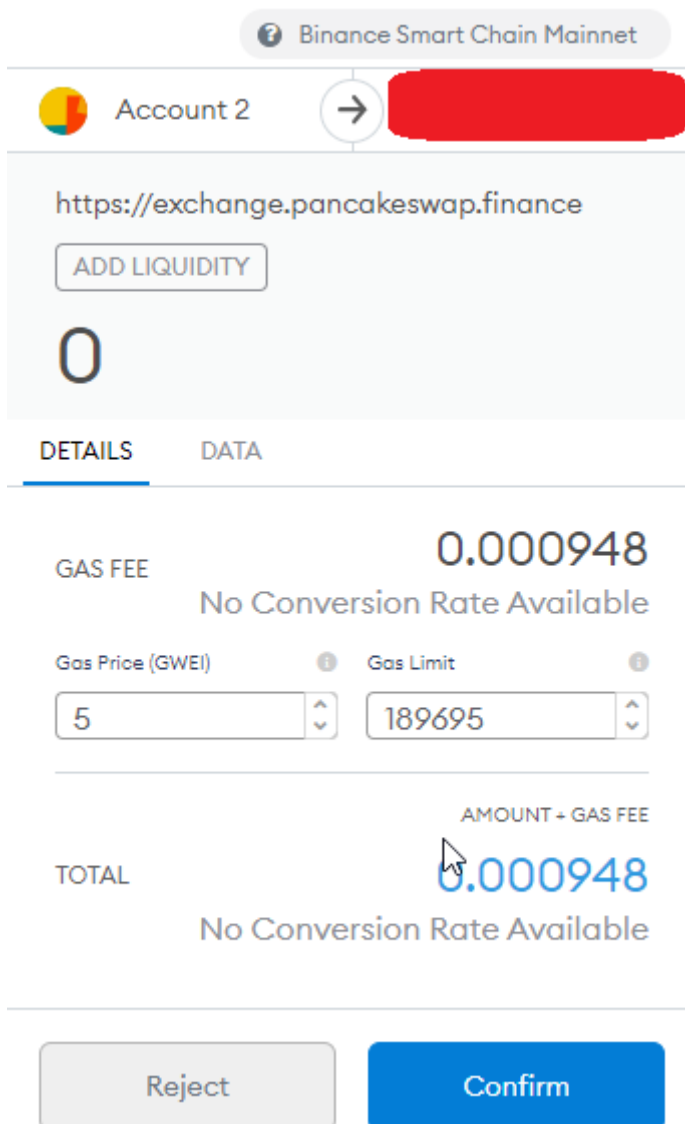 Binance Smart Chain Mainnet
Account 2
https://exchange.pancakeswap.finance
ADD LIQUIDITY
0
DETAILS DATA
GAS FEE 0.000948
No Conversion Rate Available
Gas Price (GWEI) Gas Limit
5 189695
AMOUNT + GAS FEE
TOTAL 0.000948
No Conversion Rate Available
Reject Confirm